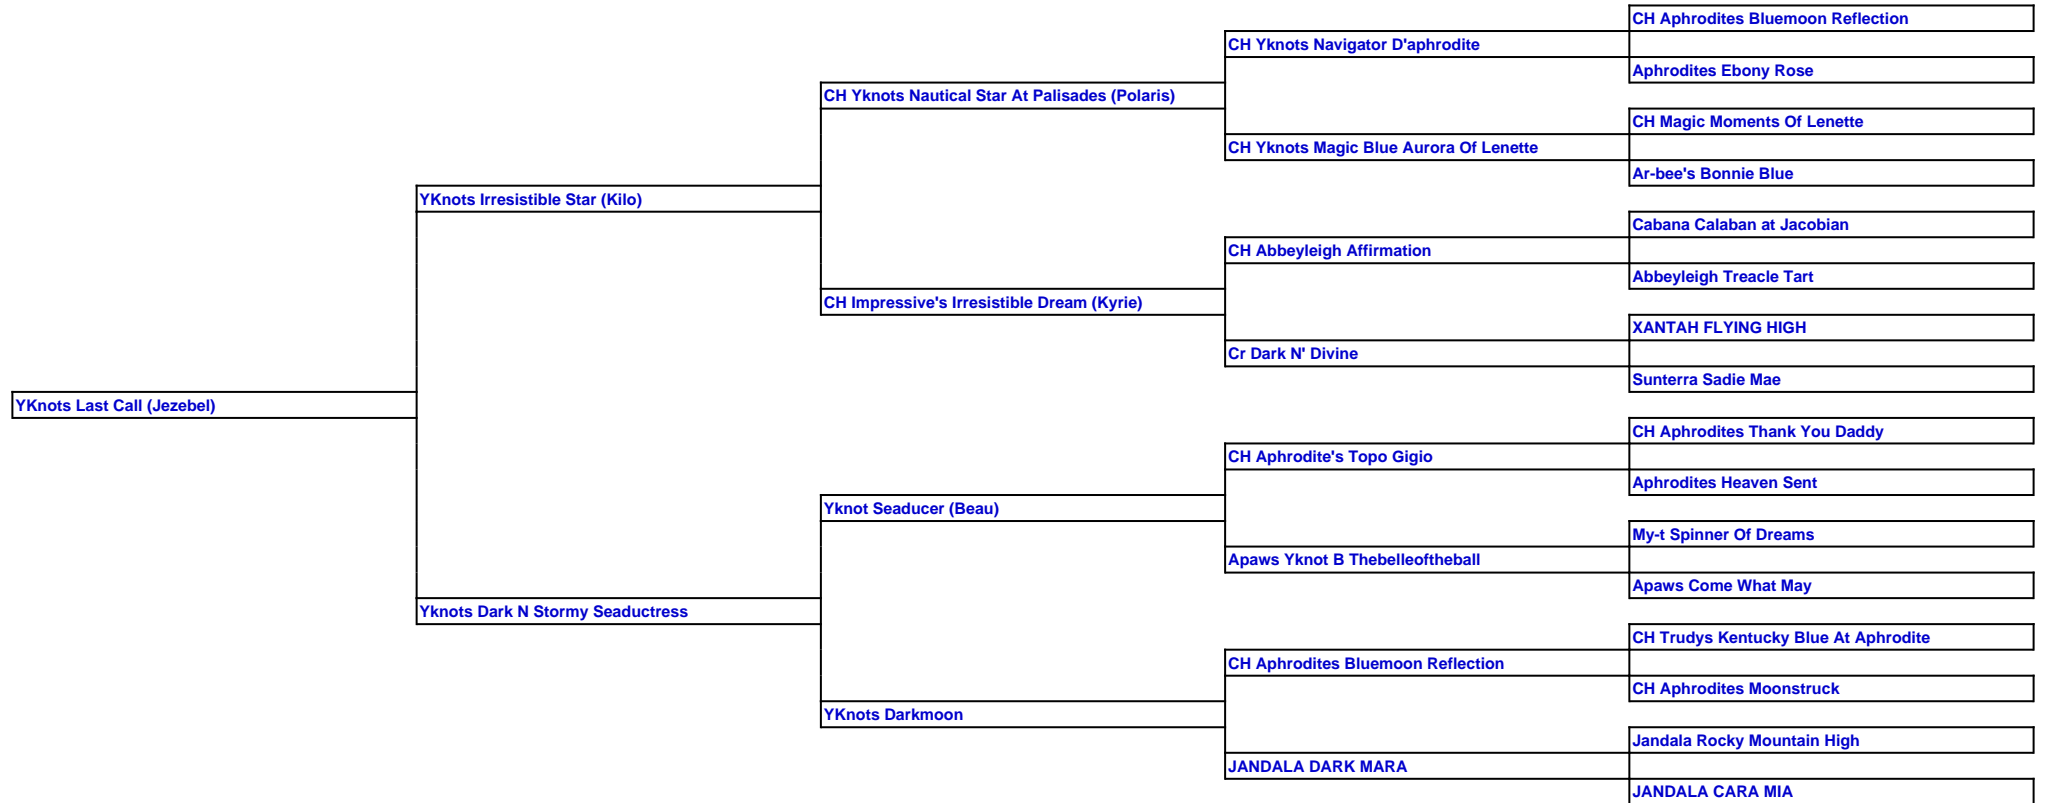 CH Aphrodites Bluemoon Reflection
CH Yknots Navigator D'aphrodite
Aphrodites Ebony Rose
CH Yknots Nautical Star At Palisades (Polaris)
CH Magic Moments Of Lenette
CH Yknots Magic Blue Aurora Of Lenette
Ar-bee's Bonnie Blue
YKnots Irresistible Star (Kilo)
Cabana Calaban at Jacobian
CH Abbeyleigh Affirmation
Abbeyleigh Treacle Tart
CH Impressive's Irresistible Dream (Kyrie)
XANTAH FLYING HIGH
Cr Dark N' Divine
Sunterra Sadie Mae
YKnots Last Call (Jezebel)
CH Aphrodites Thank You Daddy
CH Aphrodite's Topo Gigio
Aphrodites Heaven Sent
Yknot Seaducer (Beau)
My-t Spinner Of Dreams
Apaws Yknot B Thebelleoftheball
Apaws Come What May
Yknots Dark N Stormy Seaductress
CH Trudys Kentucky Blue At Aphrodite
CH Aphrodites Bluemoon Reflection
CH Aphrodites Moonstruck
YKnots Darkmoon
Jandala Rocky Mountain High
JANDALA DARK MARA
JANDALA CARA MIA